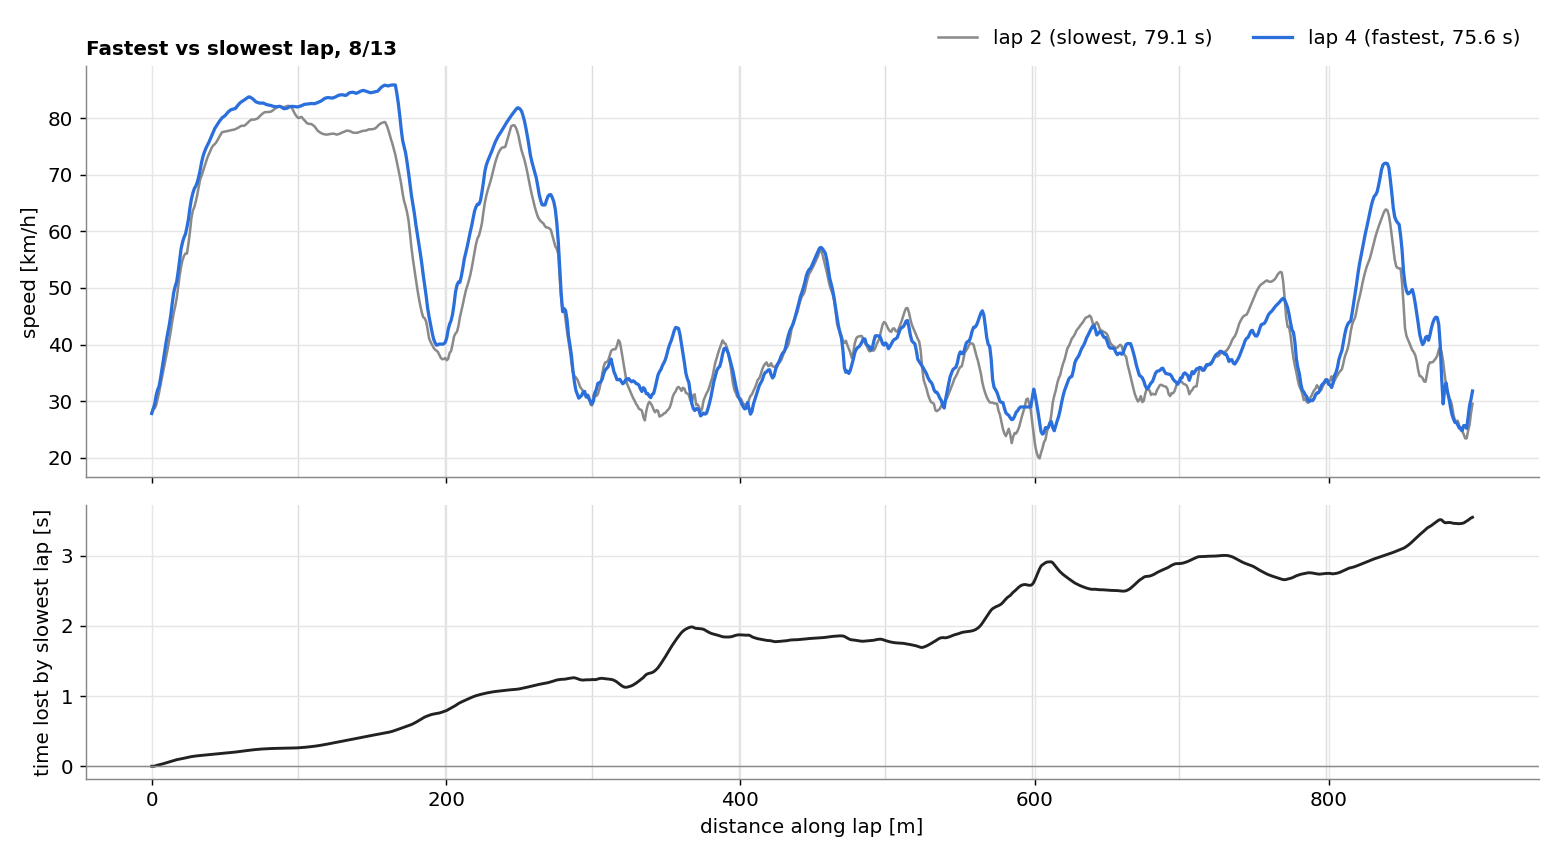 Fastest vs slowest lap, 8/13
lap 2 (slowest, 79.1 s)
lap 4 (fastest, 75.6 s)
speed [km/h]
80
70
60
50
40
30
20
time lost by slowest lap [s]
3
2
1
0
0 200 400 600 800
distance along lap [m]